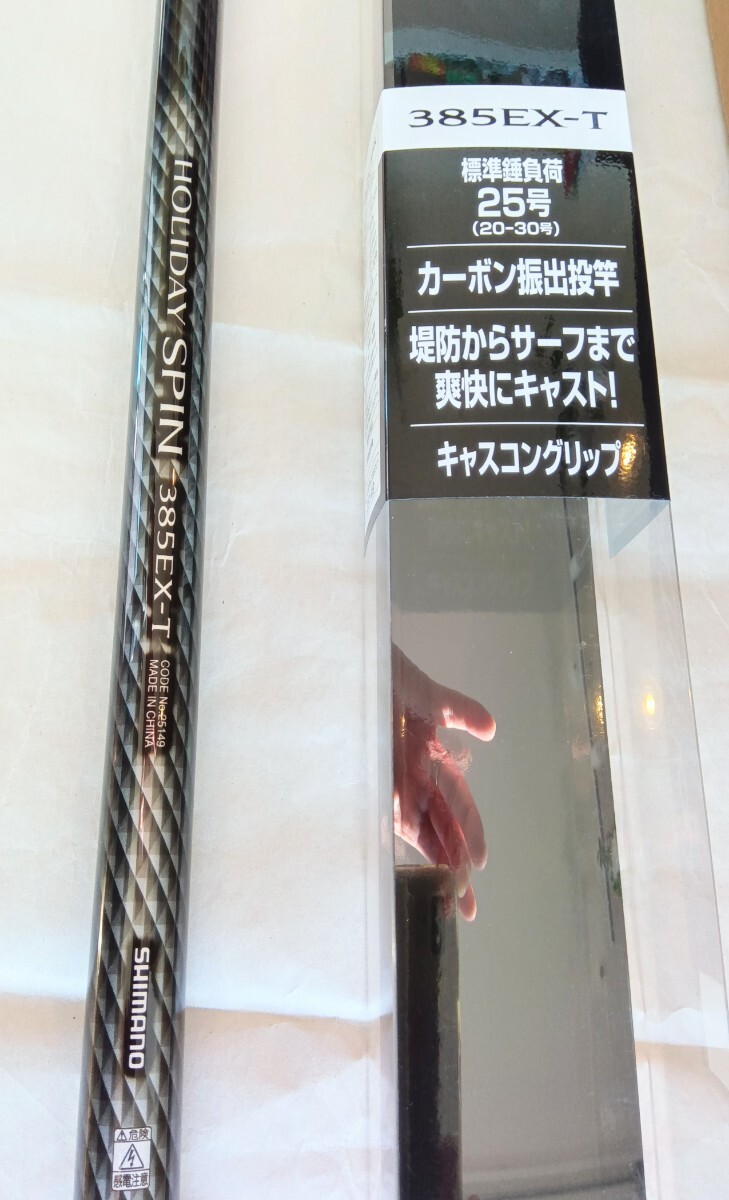 HOLIDAY SPIN 385EX-T
CODE No.25149
MADE IN CHINA
SHIMANO
危険
感電注意
385EX-T
標準錘負荷
25号
(20-30号)
カーボン振出投竿
堤防からサーフまで
爽快にキャスト!
キャスコングリップ